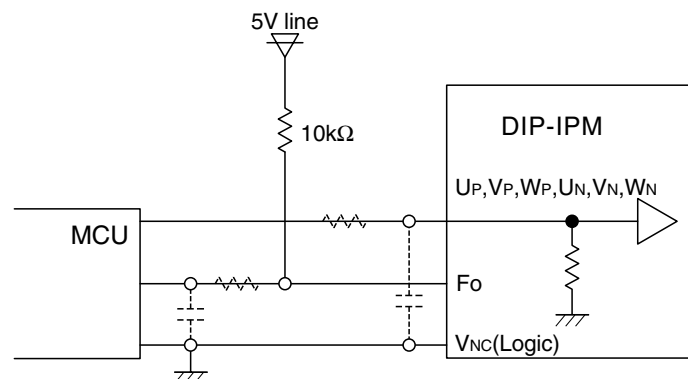 5V line
10kΩ
DIP-IPM
UP,VP,WP,UN,VN,WN
MCU
Fo
VNC(Logic)